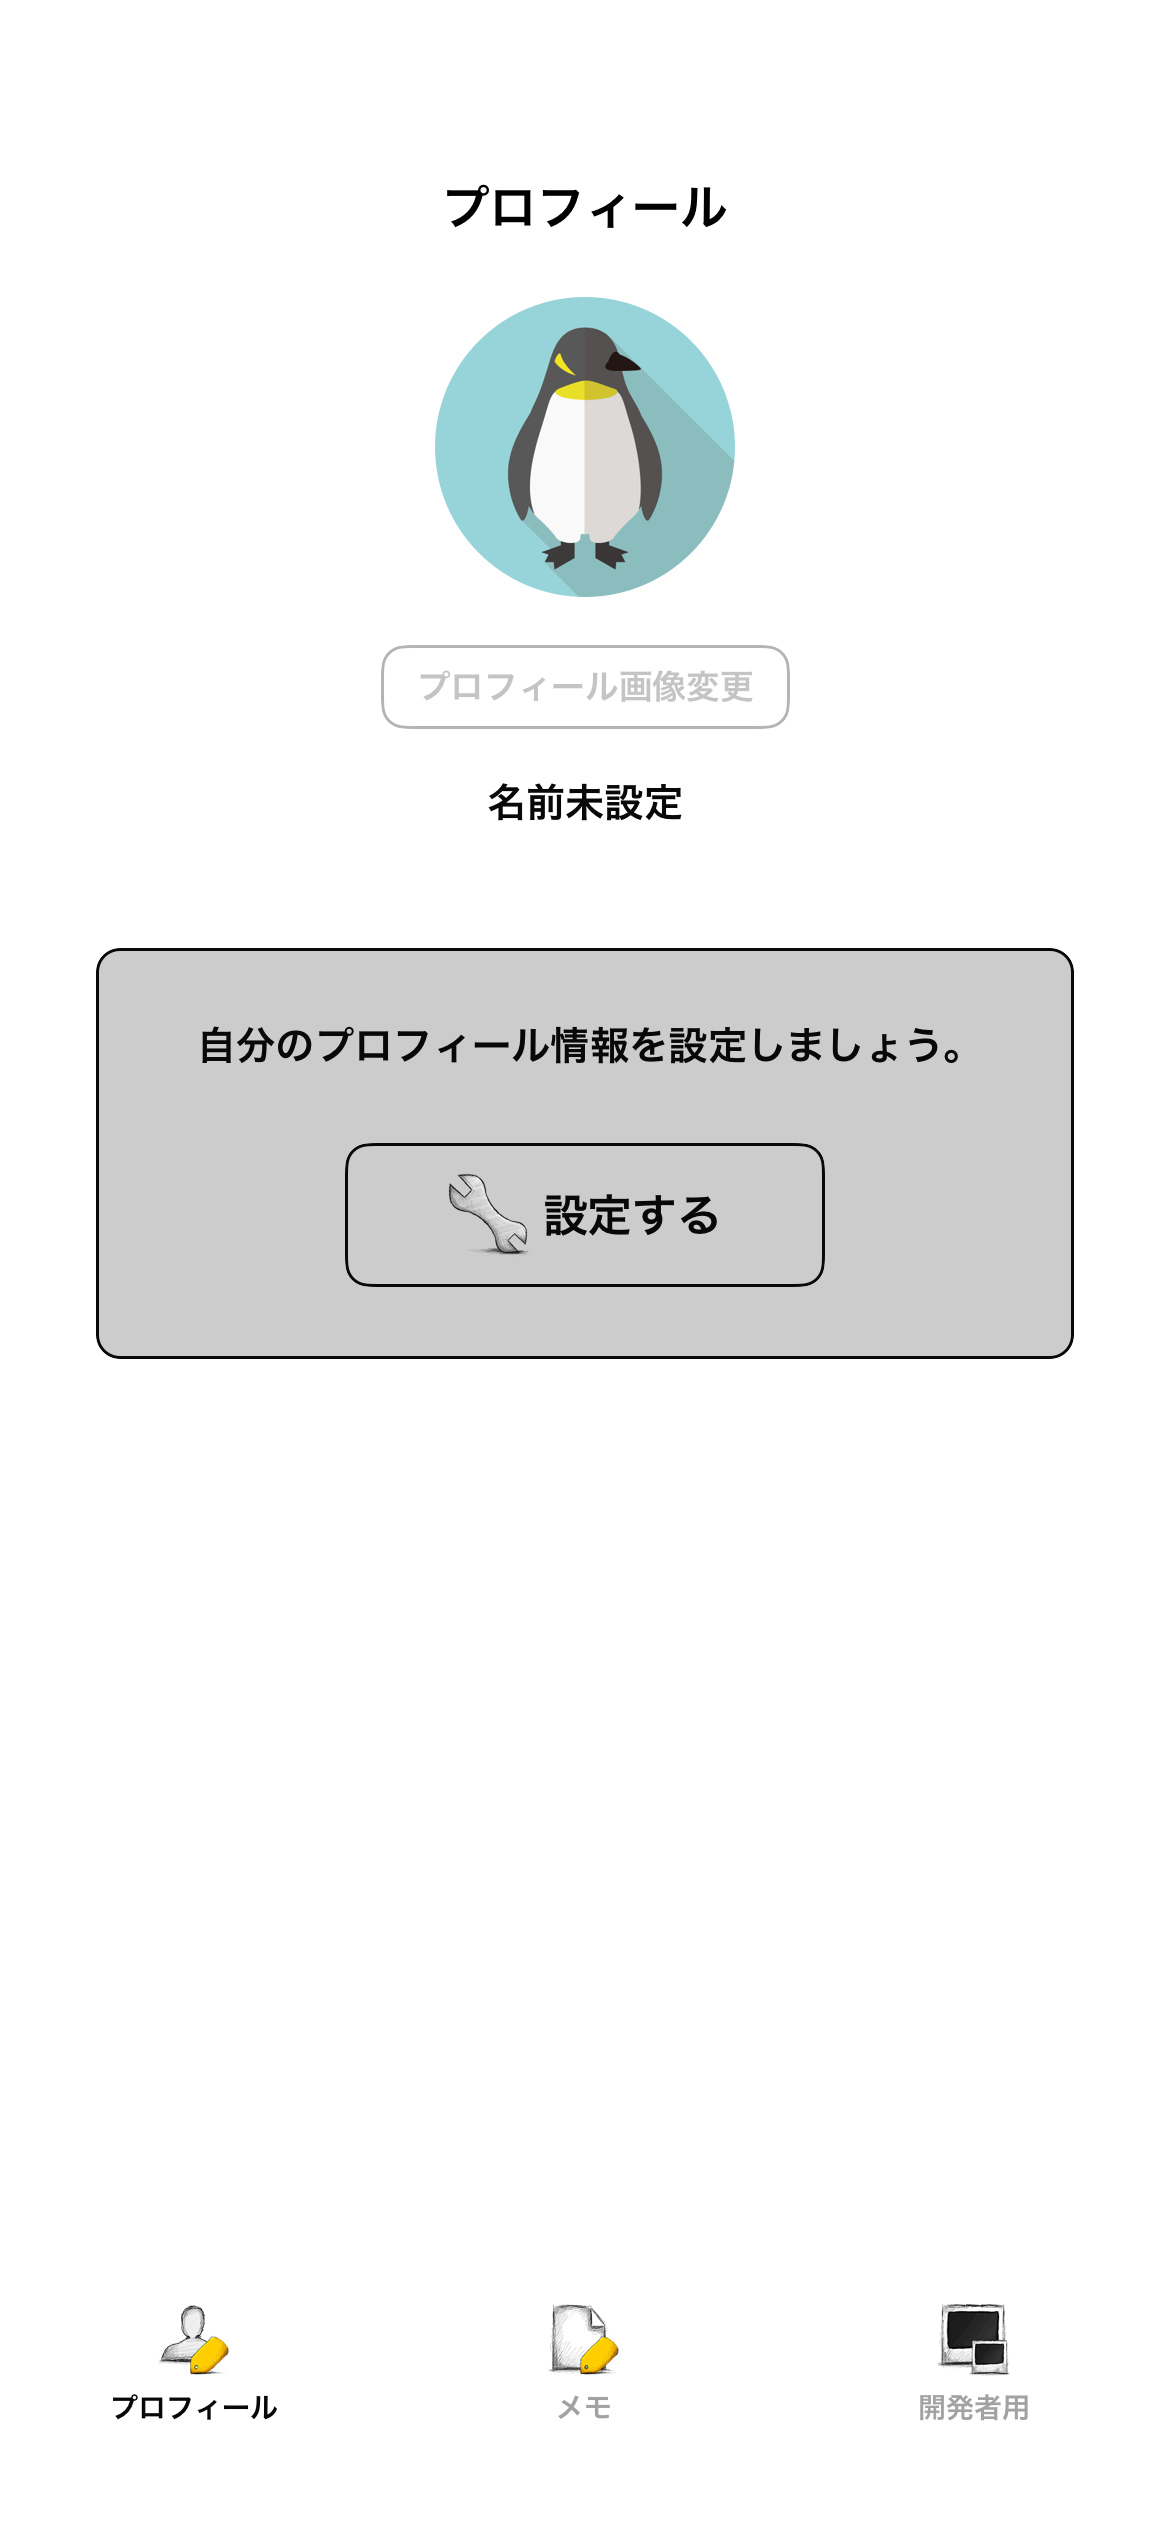 プロフィール
プロフィール画像変更
名前未設定
自分のプロフィール情報を設定しましょう。
設定する
プロフィール
メモ
開発者用